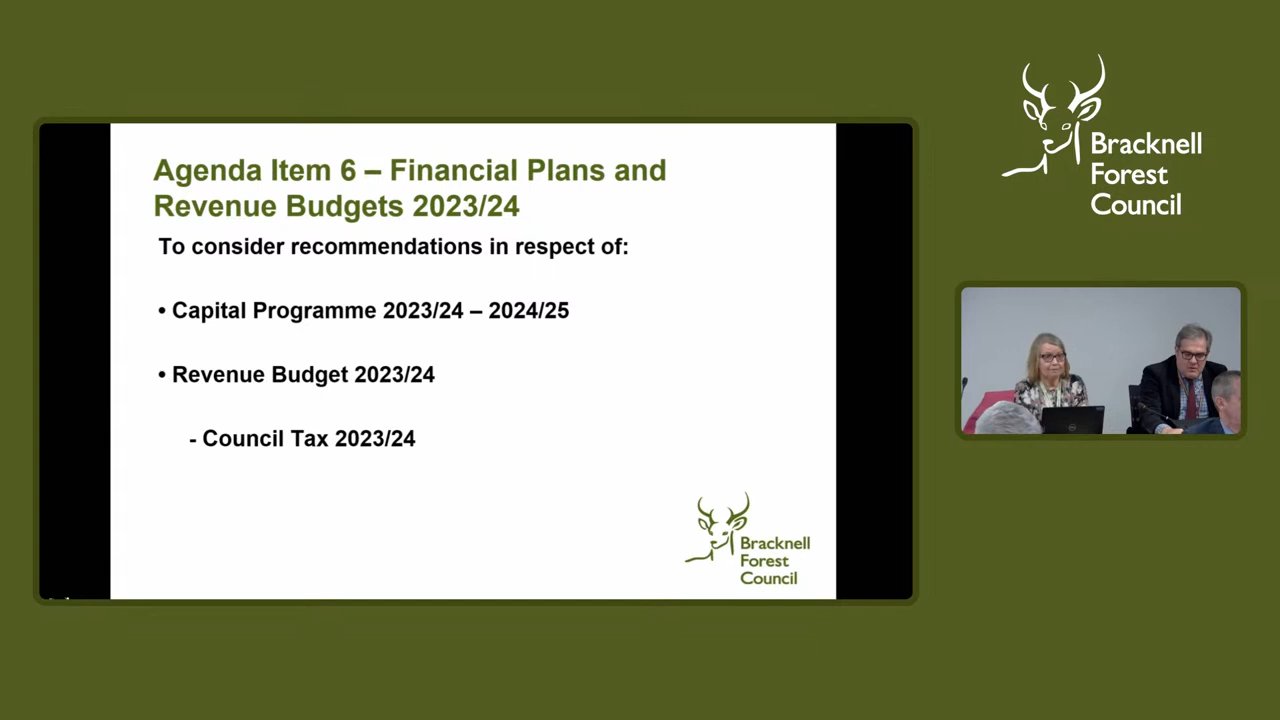 Agenda Item 6 – Financial Plans and
Revenue Budgets 2023/24
To consider recommendations in respect of:
• Capital Programme 2023/24 – 2024/25
• Revenue Budget 2023/24
- Council Tax 2023/24
Bracknell
Forest
Council
Bracknell
Forest
Council